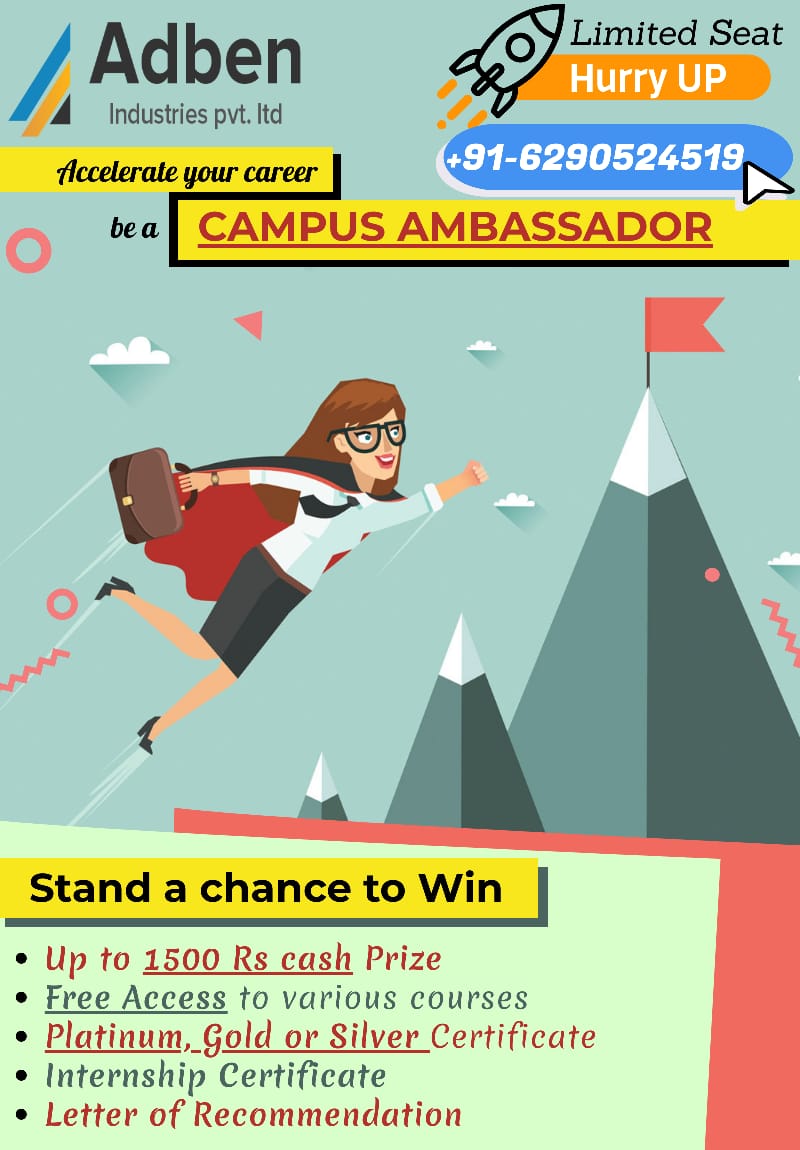 Adben
Industries pvt. ltd
Limited Seat
Hurry UP
+91-6290524519
Accelerate your career
be a CAMPUS AMBASSADOR
Stand a chance to Win
• Up to 1500 Rs cash Prize
• Free Access to various courses
• Platinum, Gold or Silver Certificate
• Internship Certificate
• Letter of Recommendation